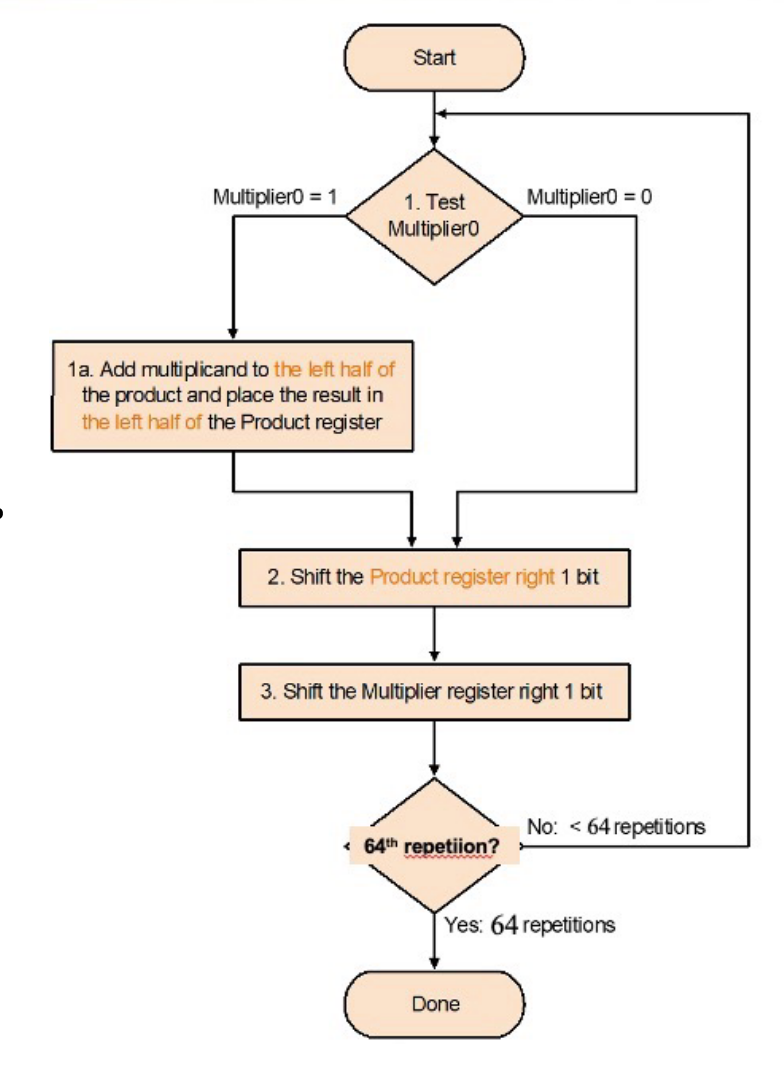 Start
Multiplier0 = 1
1. Test
Multiplier0
Multiplier0 = 0
1a. Add multiplicand to the left half of
the product and place the result in
the left half of the Product register
2. Shift the Product register right 1 bit
3. Shift the Multiplier register right 1 bit
64th repetiion?
No: < 64 repetitions
Yes: 64 repetitions
Done